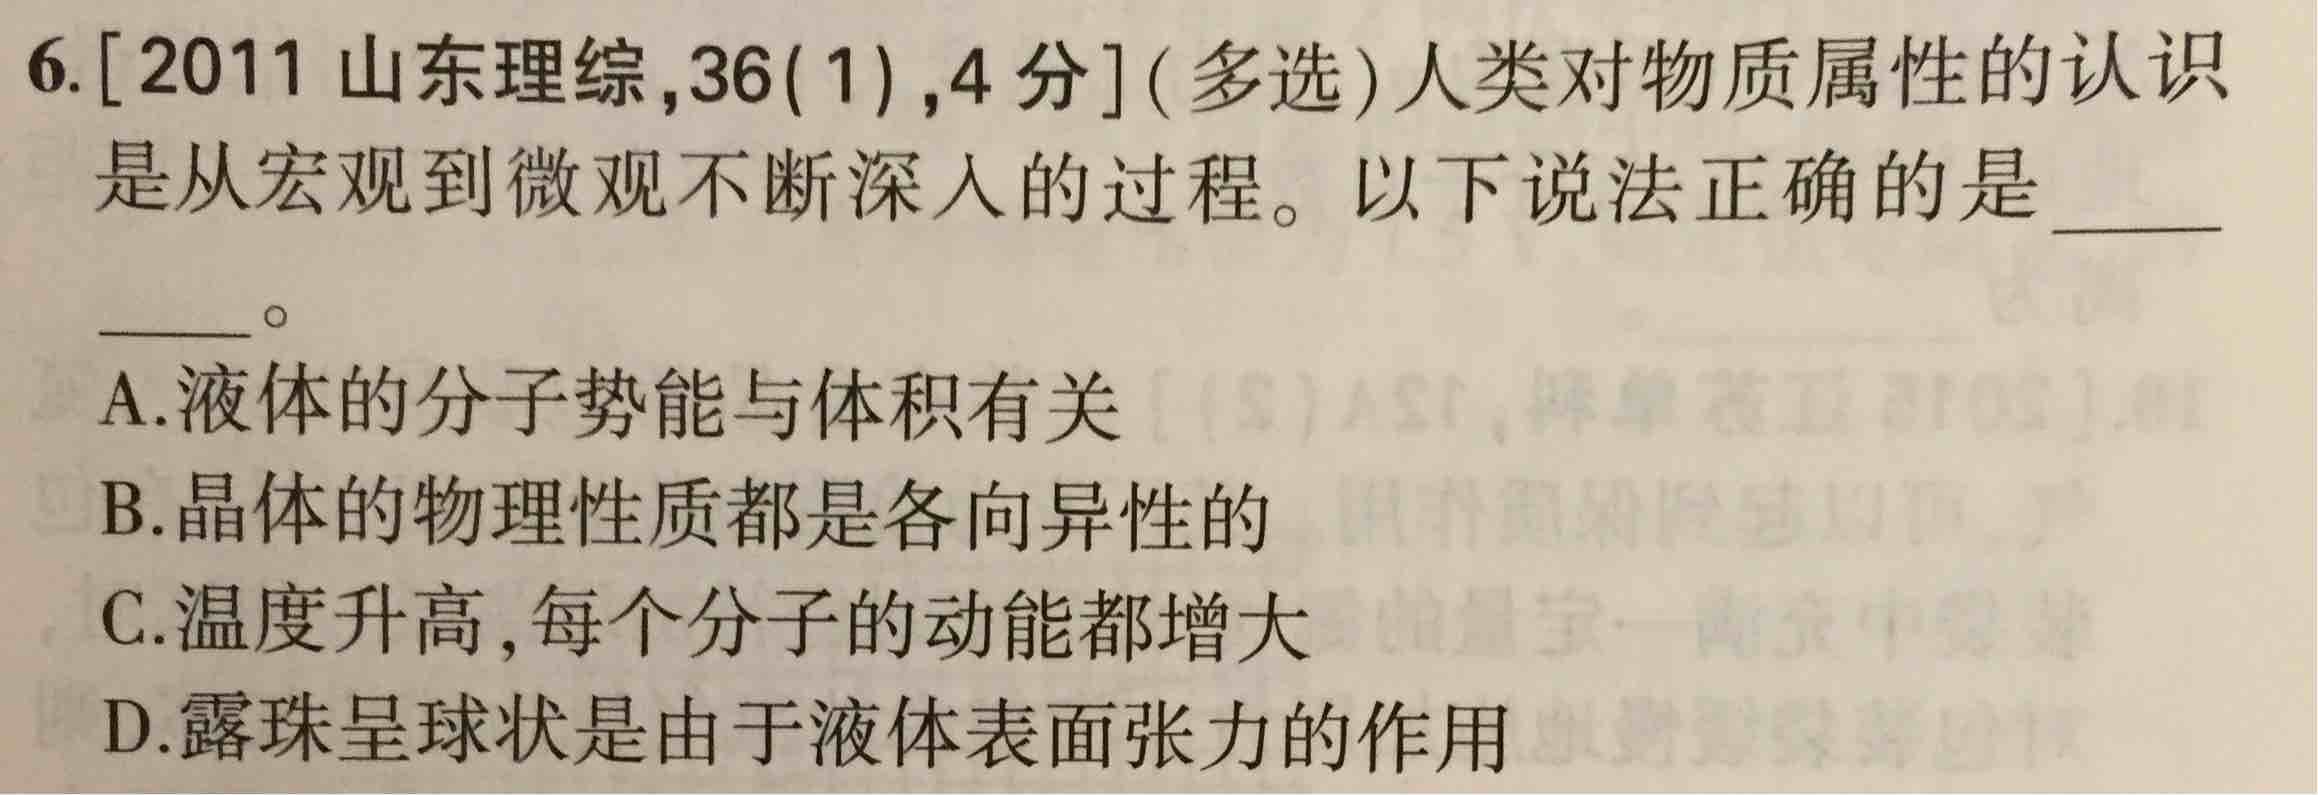 6.[2011 山东理综,36(1),4 分](多选)人类对物质属性的认识
是从宏观到微观不断深入的过程。以下说法正确的是____
____。
A.液体的分子势能与体积有关
B.晶体的物理性质都是各向异性的
C.温度升高,每个分子的动能都增大
D.露珠呈球状是由于液体表面张力的作用